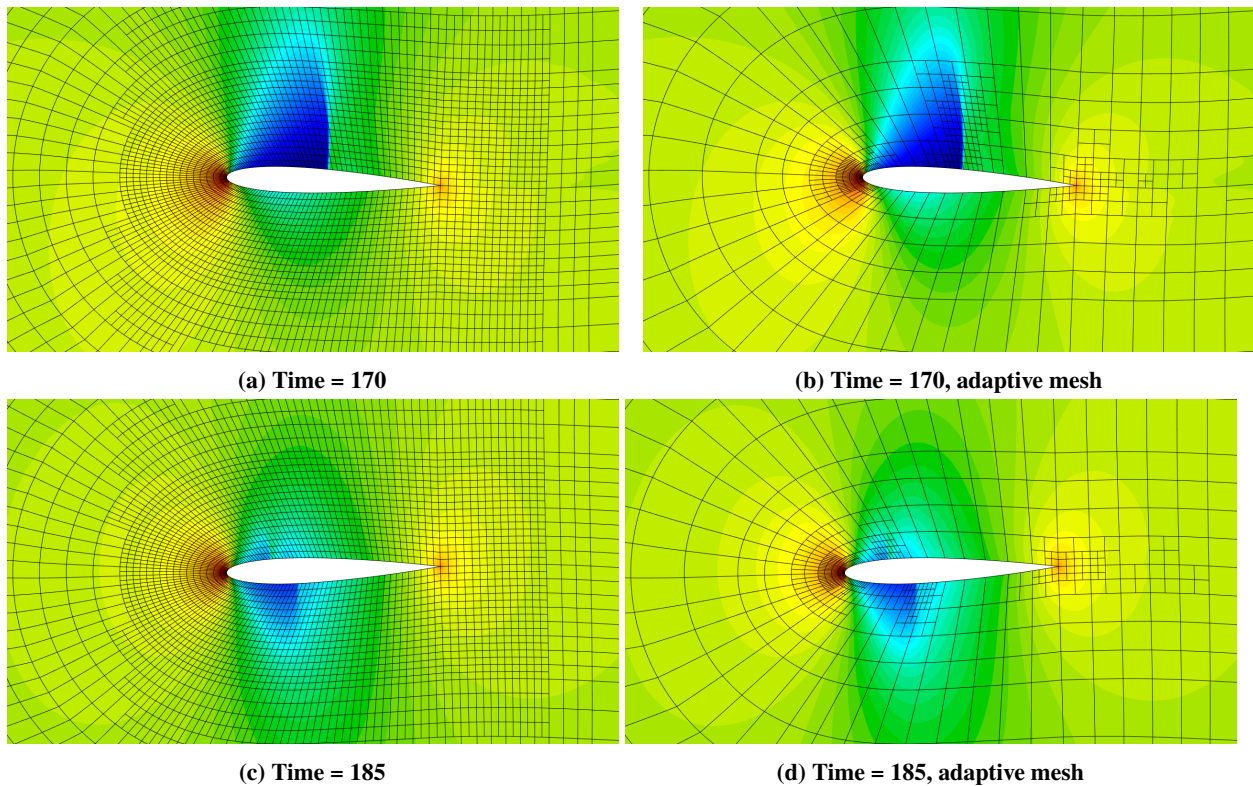 (a) Time = 170
(b) Time = 170, adaptive mesh
(c) Time = 185
(d) Time = 185, adaptive mesh